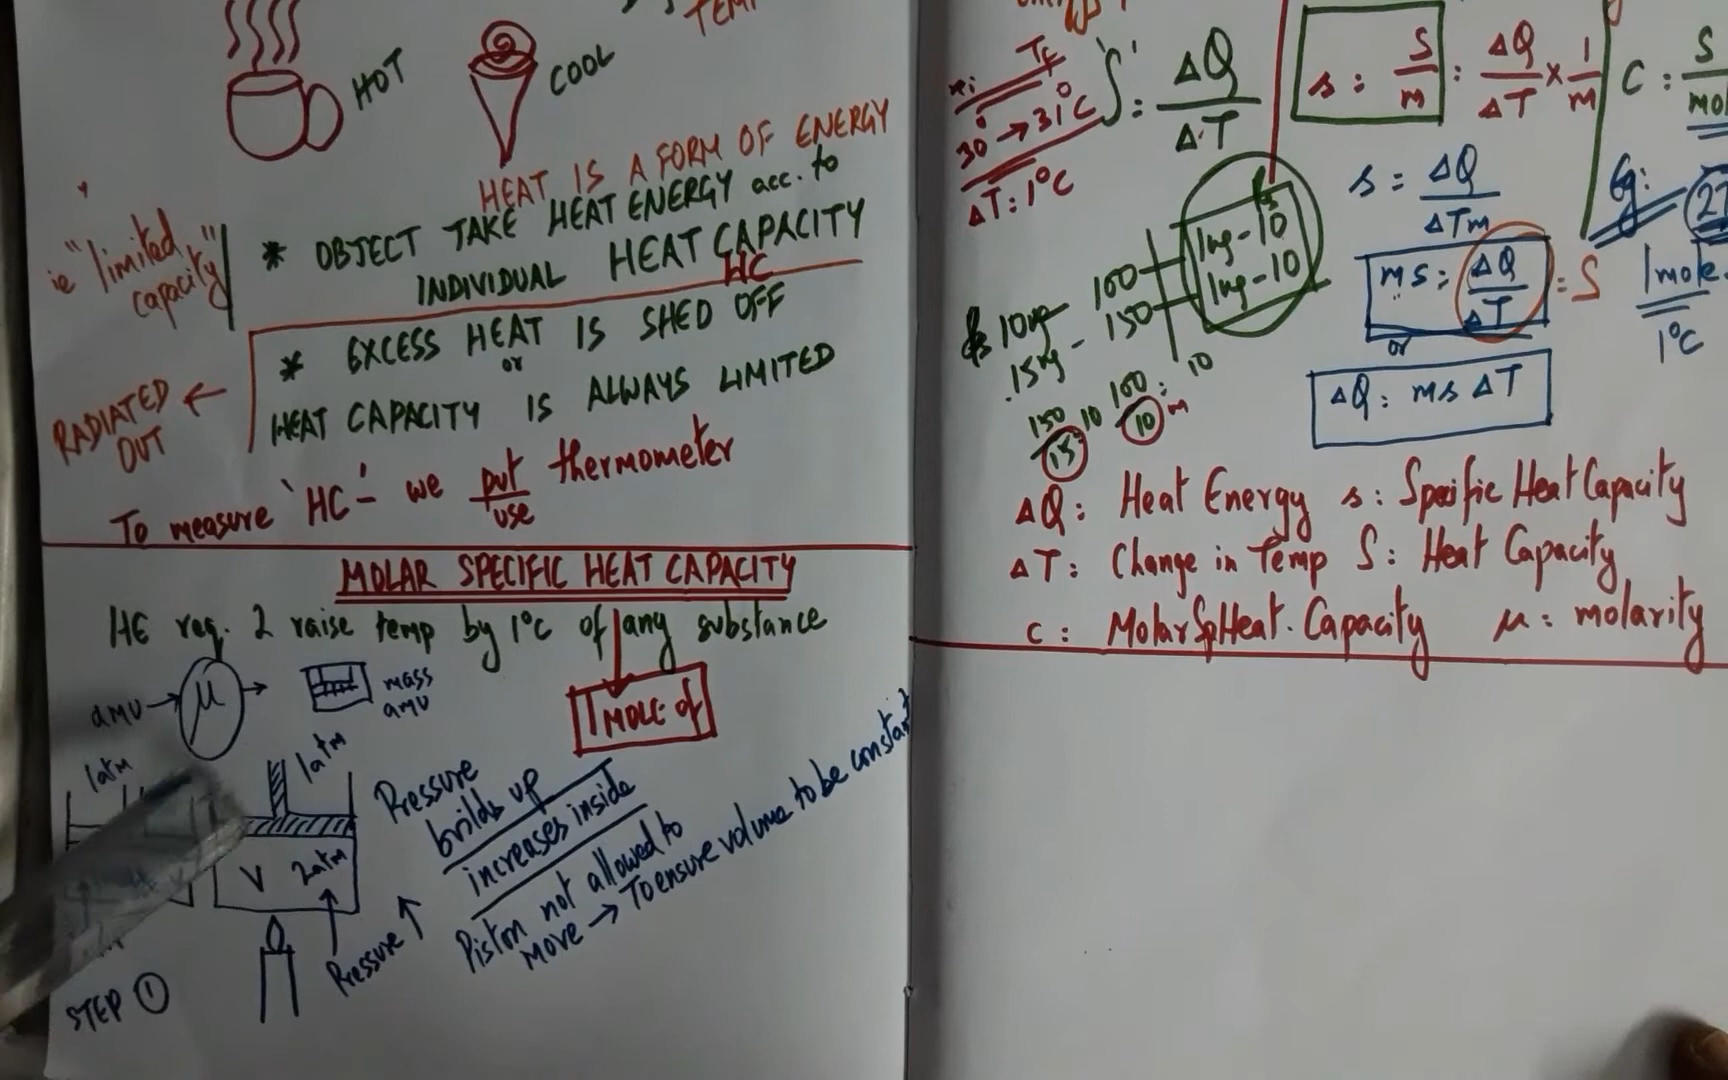 TEMP
HOT
COOL
HEAT IS A FORM OF ENERGY
ie "limited capacity"
* OBJECT TAKE HEAT ENERGY acc. to
INDIVIDUAL HEAT CAPACITY
HC
* EXCESS HEAT IS SHED OFF
or
HEAT CAPACITY IS ALWAYS LIMITED
RADIATED
OUT
To measure 'HC' - we put thermometer
use
MOLAR SPECIFIC HEAT CAPACITY
HE req. 2 raise temp by 1°C of any substance
1 MOLE of
amu → μ →
mass
amu
1atm
1atm
V 2atm
Pressure
builds up
increases inside
Piston not allowed to
move → To ensure volume to be constant
Pressure ↑
STEP ①
Tf
30° → 31°C
ΔT: 1°C
'S' : ΔQ / ΔT
s : S/m : ΔQ/ΔT × 1/m
C : S
s = ΔQ / ΔTm
ms : ΔQ/ΔT = S
or
ΔQ : ms ΔT
Eg:
1mole
1°C
1kg - 10
1kg - 10
100
150
10kg
15kg - 150
150/15 : 10
100/10 : 10
m
ΔQ : Heat Energy s : Specific Heat Capacity
ΔT : Change in Temp S : Heat Capacity
C : Molar Sp Heat. Capacity μ : molarity